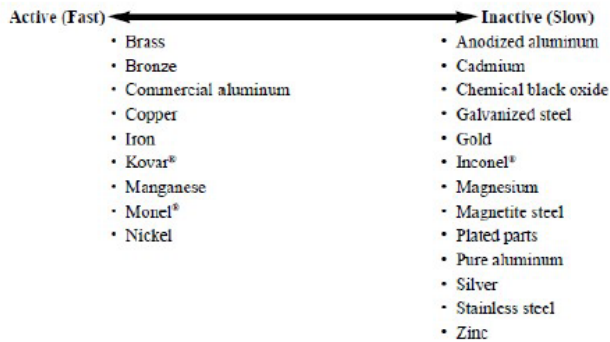 Active (Fast) Inactive (Slow)
• Brass
• Bronze
• Commercial aluminum
• Copper
• Iron
• Kovar®
• Manganese
• Monel®
• Nickel
• Anodized aluminum
• Cadmium
• Chemical black oxide
• Galvanized steel
• Gold
• Inconel®
• Magnesium
• Magnetite steel
• Plated parts
• Pure aluminum
• Silver
• Stainless steel
• Zinc